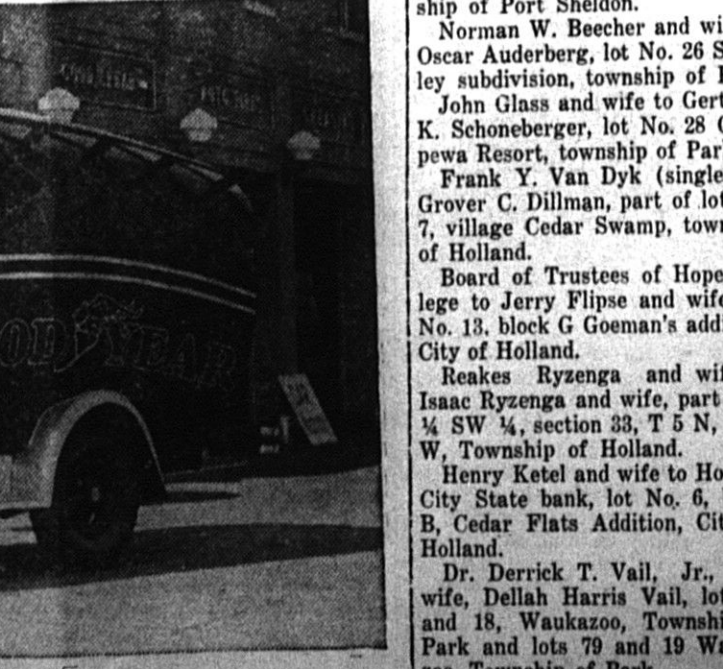 OOD YEAR
ship of Port Sheldon.
Norman W. Beecher and wi
Oscar Auderberg, lot No. 26 S
ley subdivision, township of
John Glass and wife to Gert
K. Schoneberger, lot No. 28 C
pewa Resort, township of Par
Frank Y. Van Dyk (single
Grover C. Dillman, part of lot
7, village Cedar Swamp, town
of Holland.
Board of Trustees of Hope
lege to Jerry Flipse and wife
No. 13, block G Goeman's addi
City of Holland.
Reakes Ryzenga and wif
Isaac Ryzenga and wife, part
¼ SW ¼, section 33, T 5 N,
W, Township of Holland.
Henry Ketel and wife to Ho
City State bank, lot No. 6,
B, Cedar Flats Addition, Cit
Holland.
Dr. Derrick T. Vail, Jr.,
wife, Dellah Harris Vail, lot
and 18, Waukazoo, Townshi
Park and lots 79 and 19 W